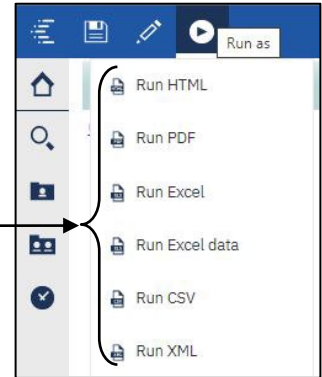 Run as
Run HTML
Run PDF
Run Excel
Run Excel data
Run CSV
Run XML